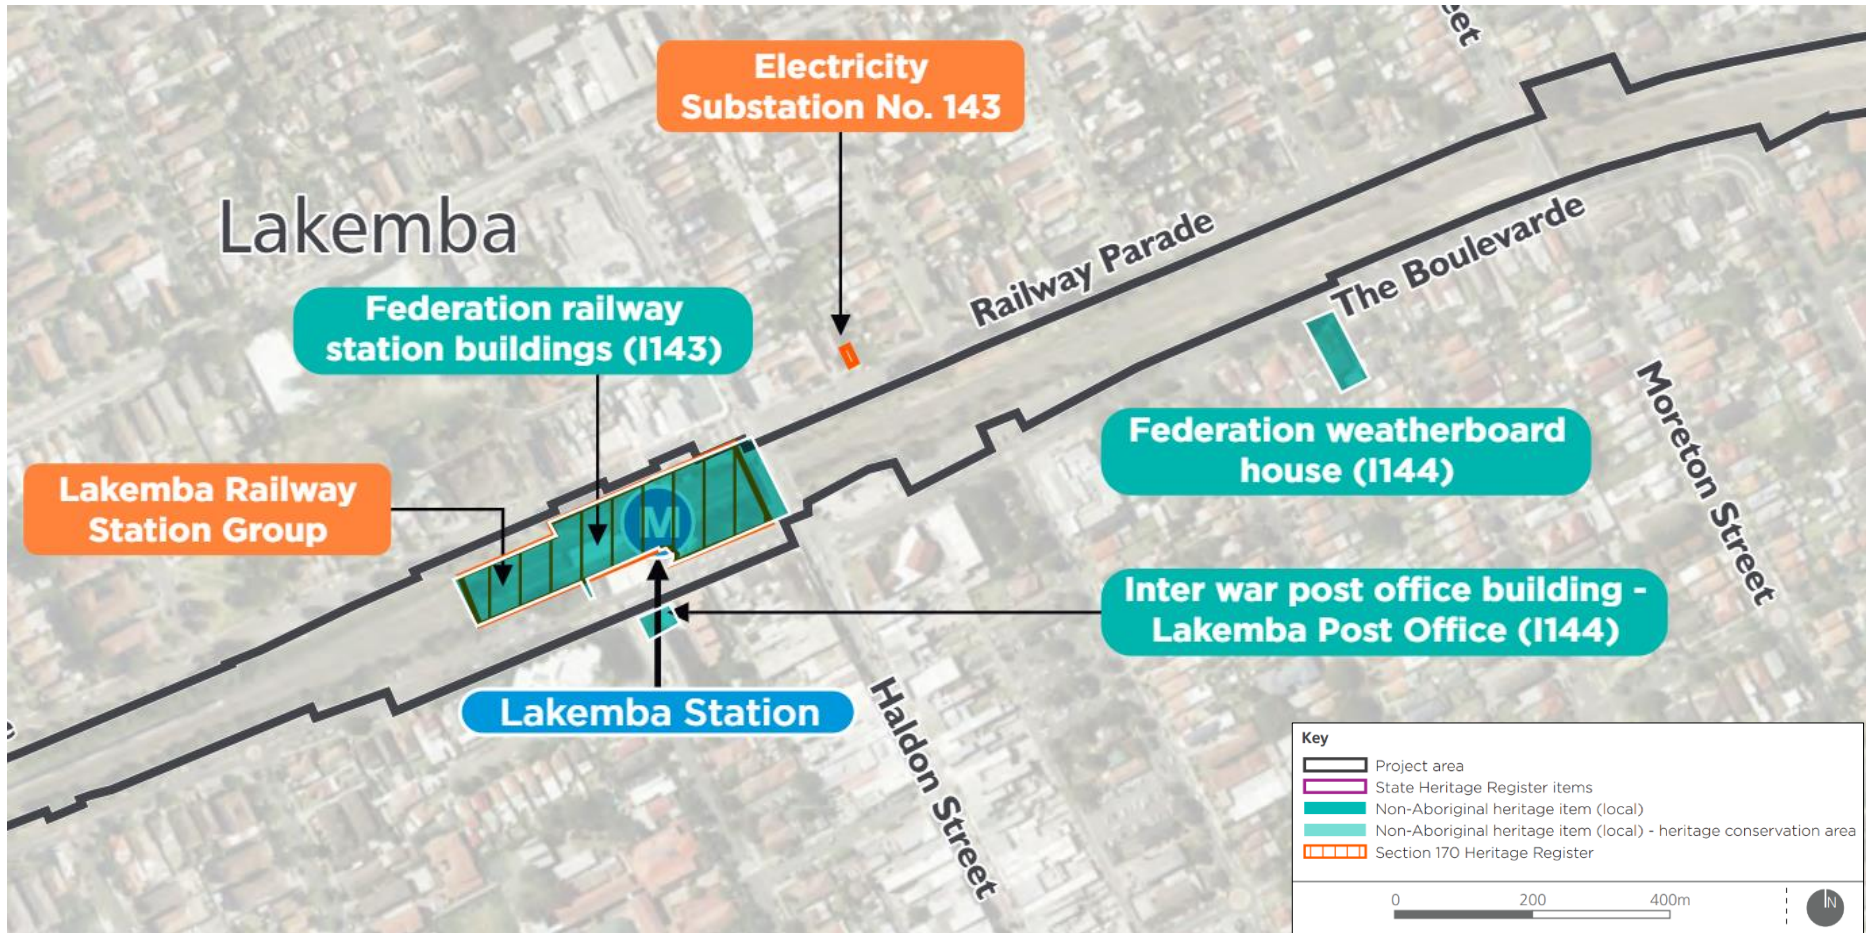 Electricity
Substation No. 143
Lakemba
Railway Parade
The Boulevarde
Federation railway
station buildings (I143)
Federation weatherboard
house (I144)
Moreton Street
Lakemba Railway
Station Group
M
Inter war post office building -
Lakemba Post Office (I144)
Lakemba Station
Haldon Street
Key
Project area
State Heritage Register items
Non-Aboriginal heritage item (local)
Non-Aboriginal heritage item (local) - heritage conservation area
Section 170 Heritage Register
0 200 400m
N